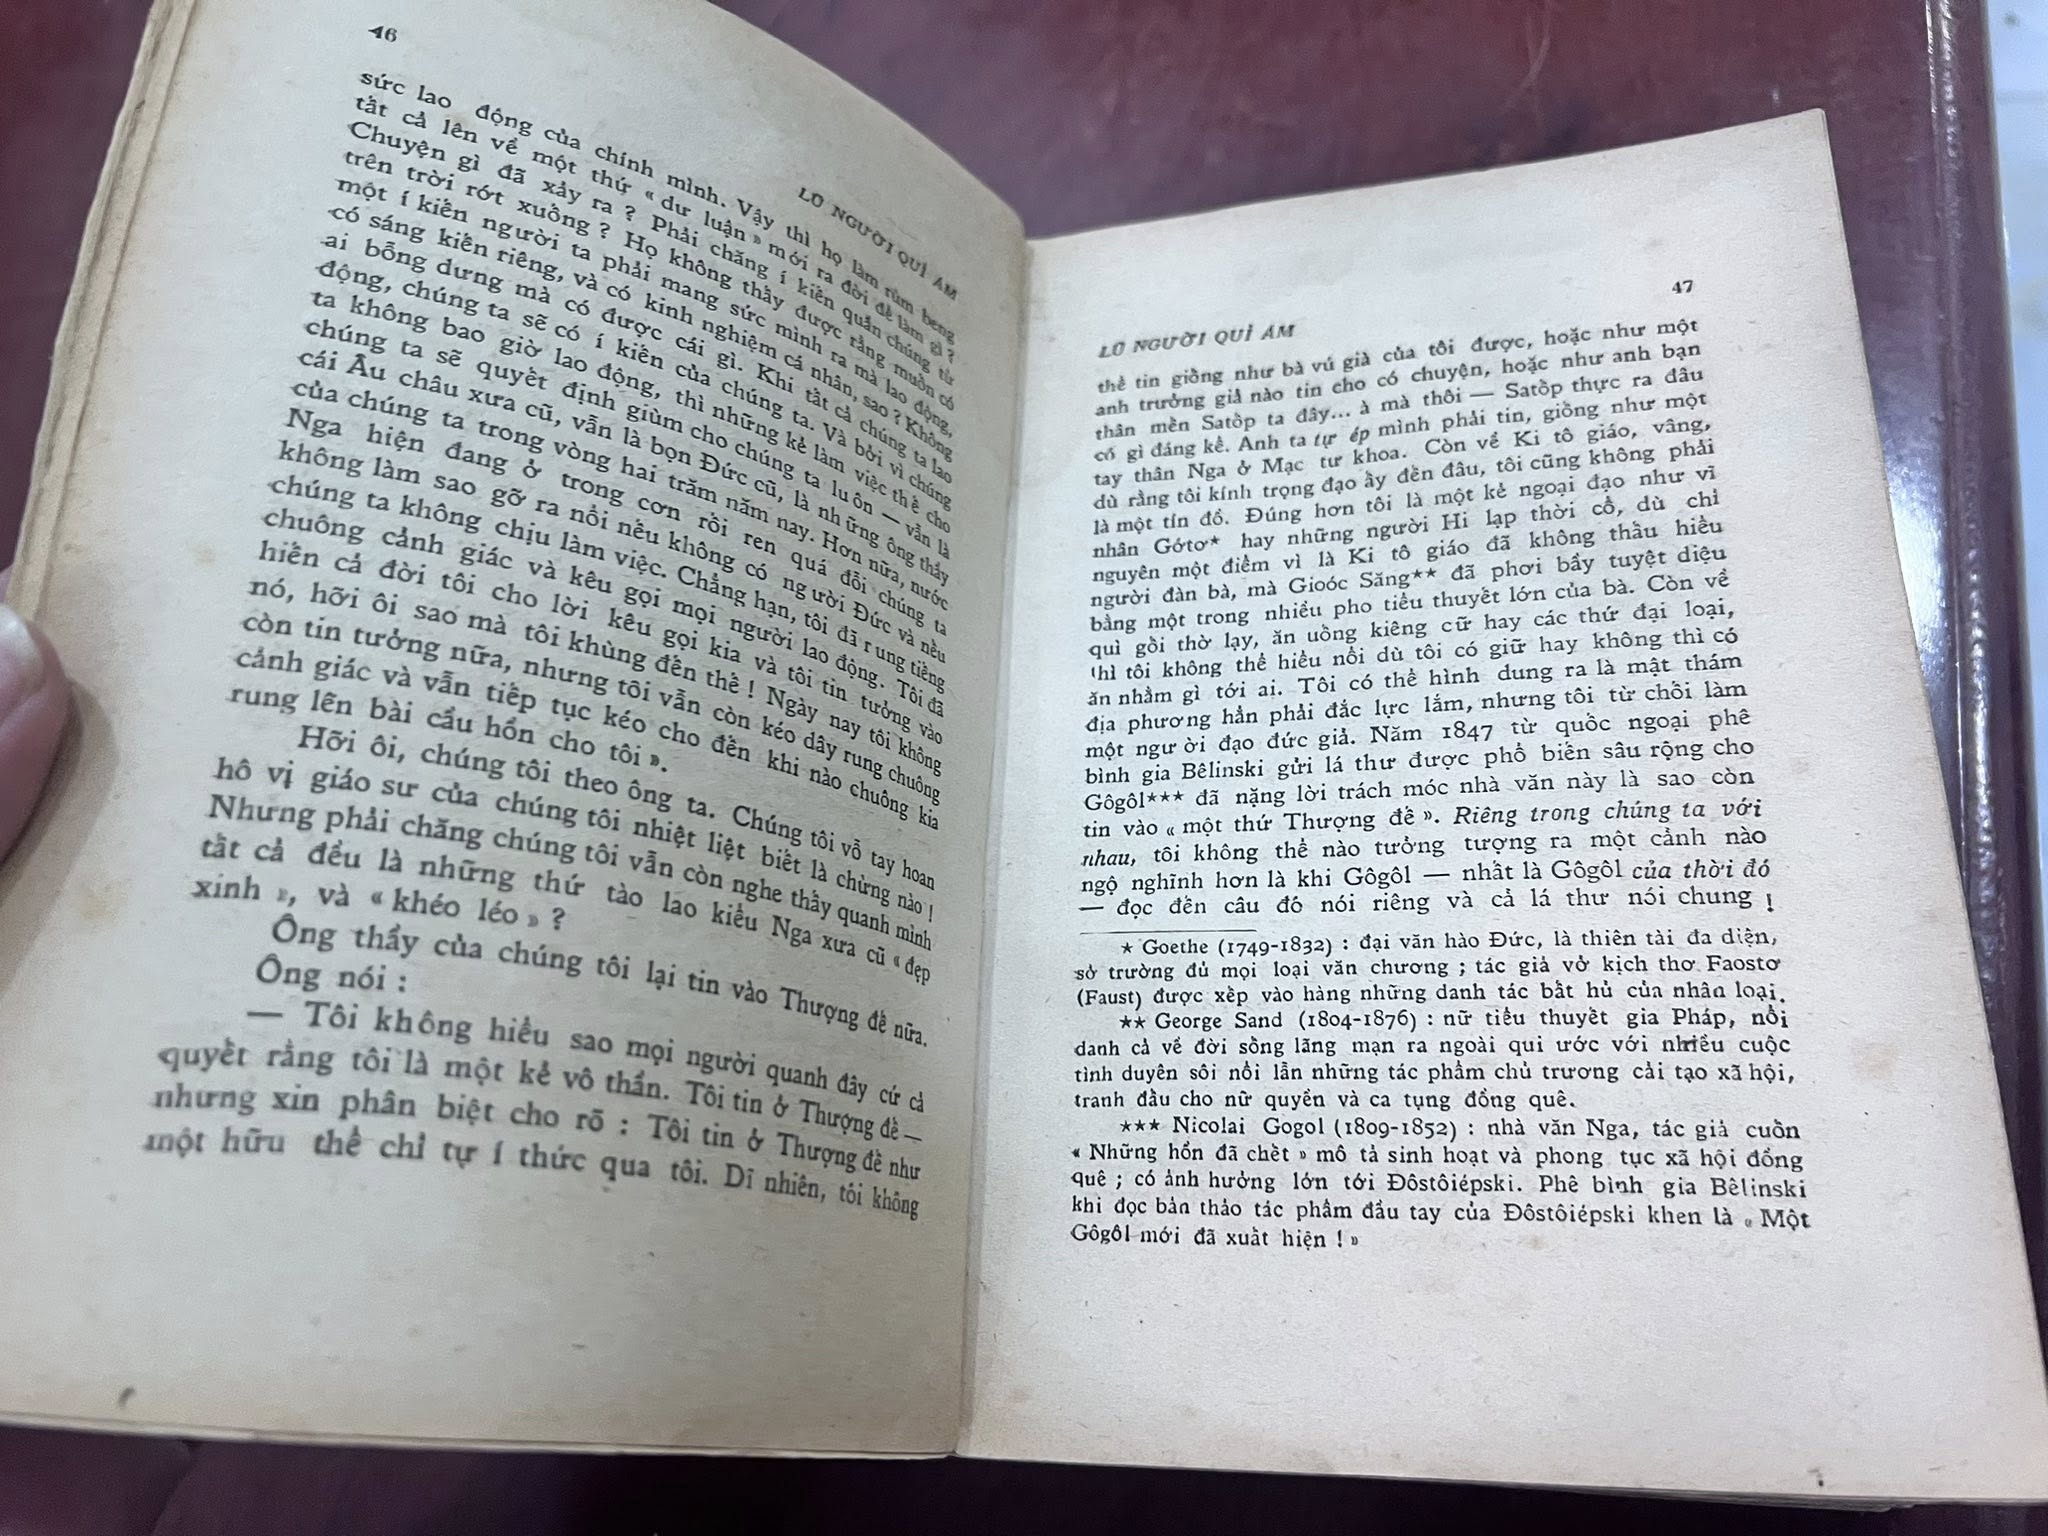 46
LŨ NGƯỜI QUỈ ÁM
sức lao động của chính mình. Vậy thì họ làm rùm beng
tất cả lên về một thứ « dư luận » mới ra đời để làm gì ?
Chuyện gì đã xảy ra ? Phải chăng í kiến quần chúng từ
trên trời rớt xuống ? Họ không thấy được rằng muốn có
một í kiến người ta phải mang sức mình ra mà lao động,
có sáng kiến riêng, và có kinh nghiệm cá nhân, sao ? Không
ai bỗng dưng mà có được cái gì. Khi tất cả chúng ta lao
động, chúng ta sẽ có í kiến của chúng ta. Và bởi vì chúng
ta không bao giờ lao động, thì những kẻ làm việc thế cho
chúng ta sẽ quyết định giùm cho chúng ta luôn — vẫn là
cái Âu châu xưa cũ, vẫn là bọn Đức cũ, là những ông thầy
của chúng ta trong vòng hai trăm năm nay. Hơn nữa, nước
Nga hiện đang ở trong cơn rối ren quá đỗi chúng ta
không làm sao gỡ ra nổi nếu không có người Đức và nếu
chúng ta không chịu làm việc. Chẳng hạn, tôi đã rung tiếng
chuông cảnh giác và kêu gọi mọi người lao động. Tôi đã
hiến cả đời tôi cho lời kêu gọi kia và tôi tin tưởng vào
nó, hỡi ôi sao mà tôi khùng đến thế ! Ngày nay tôi không
còn tin tưởng nữa, nhưng tôi vẫn còn kéo dây rung chuông
cảnh giác và vẫn tiếp tục kéo cho đến khi nào chuông kia
rung lên bài cầu hồn cho tôi ».
Hỡi ôi, chúng tôi theo ông ta. Chúng tôi vỗ tay hoan
hô vị giáo sư của chúng tôi nhiệt liệt biết là chừng nào !
Nhưng phải chăng chúng tôi vẫn còn nghe thấy quanh mình
tất cả đều là những thứ tào lao kiểu Nga xưa cũ « đẹp
xinh », và « khéo léo » ?
Ông thầy của chúng tôi lại tin vào Thượng đế nữa.
Ông nói :
— Tôi không hiểu sao mọi người quanh đây cứ cả
quyết rằng tôi là một kẻ vô thần. Tôi tin ở Thượng đế —
nhưng xin phân biệt cho rõ : Tôi tin ở Thượng đế như
một hữu thể chỉ tự í thức qua tôi. Dĩ nhiên, tôi không
LŨ NGƯỜI QUỈ ÁM
47
thể tin giống như bà vú già của tôi được, hoặc như một
anh trưởng giả nào tin cho có chuyện, hoặc như anh bạn
thân mến Satốp ta đây... à mà thôi — Satốp thực ra đâu
có gì đáng kể. Anh ta tự ép mình phải tin, giống như một
tay thân Nga ở Mạc tư khoa. Còn về Ki tô giáo, vâng,
dù rằng tôi kính trọng đạo ấy đến đâu, tôi cũng không phải
là một tín đồ. Đúng hơn tôi là một kẻ ngoại đạo như vĩ
nhân Gótơ* hay những người Hi lạp thời cổ, dù chỉ
nguyên một điểm vì là Ki tô giáo đã không thấu hiểu
người đàn bà, mà Gioóc Săng** đã phơi bầy tuyệt diệu
bằng một trong nhiều pho tiểu thuyết lớn của bà. Còn về
quì gối thờ lạy, ăn uống kiêng cữ hay các thứ đại loại,
thì tôi không thể hiểu nổi dù tôi có giữ hay không thì có
ăn nhằm gì tới ai. Tôi có thể hình dung ra là mật thám
địa phương hẳn phải đắc lực lắm, nhưng tôi từ chối làm
một người đạo đức giả. Năm 1847 từ quốc ngoại phê
bình gia Bêlinski gửi lá thư được phổ biến sâu rộng cho
Gôgôl*** đã nặng lời trách móc nhà văn này là sao còn
tin vào « một thứ Thượng đế ». Riêng trong chúng ta với
nhau, tôi không thể nào tưởng tượng ra một cảnh nào
ngộ nghĩnh hơn là khi Gôgôl — nhất là Gôgôl của thời đó
— đọc đến câu đó nói riêng và cả lá thư nói chung !
* Goethe (1749-1832) : đại văn hào Đức, là thiên tài đa diện,
sở trường đủ mọi loại văn chương ; tác giả vở kịch thơ Faostơ
(Faust) được xếp vào hàng những danh tác bất hủ của nhân loại.
** George Sand (1804-1876) : nữ tiểu thuyết gia Pháp, nổi
danh cả về đời sống lãng mạn ra ngoài qui ước với nhiều cuộc
tình duyên sôi nổi lẫn những tác phẩm chủ trương cải tạo xã hội,
tranh đấu cho nữ quyền và ca tụng đồng quê.
*** Nicolai Gogol (1809-1852) : nhà văn Nga, tác giả cuốn
« Những hồn đã chết » mô tả sinh hoạt và phong tục xã hội đồng
quê ; có ảnh hưởng lớn tới Đôstôiépski. Phê bình gia Bêlinski
khi đọc bản thảo tác phẩm đầu tay của Đôstôiépski khen là « Một
Gôgôl mới đã xuất hiện ! »